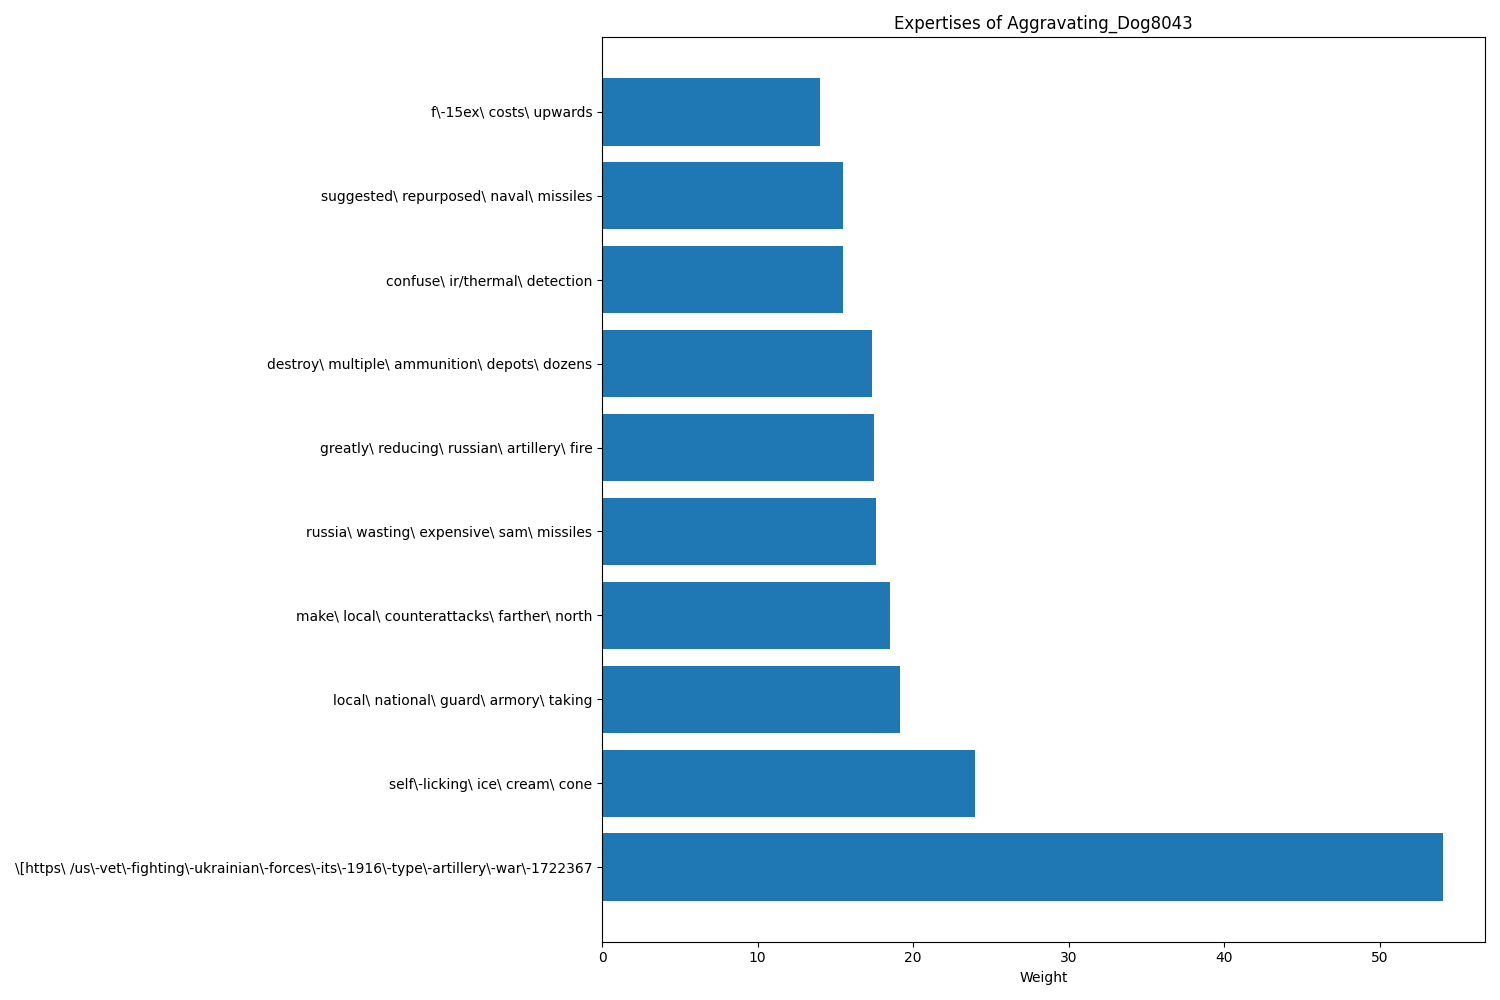 Expertises of Aggravating_Dog8043
f\-15ex\ costs\ upwards
suggested\ repurposed\ naval\ missiles
confuse\ ir/thermal\ detection
destroy\ multiple\ ammunition\ depots\ dozens
greatly\ reducing\ russian\ artillery\ fire
russia\ wasting\ expensive\ sam\ missiles
make\ local\ counterattacks\ farther\ north
local\ national\ guard\ armory\ taking
self\-licking\ ice\ cream\ cone
\[https\ /us\-vet\-fighting\-ukrainian\-forces\-its\-1916\-type\-artillery\-war\-1722367
0 10 20 30 40 50
Weight